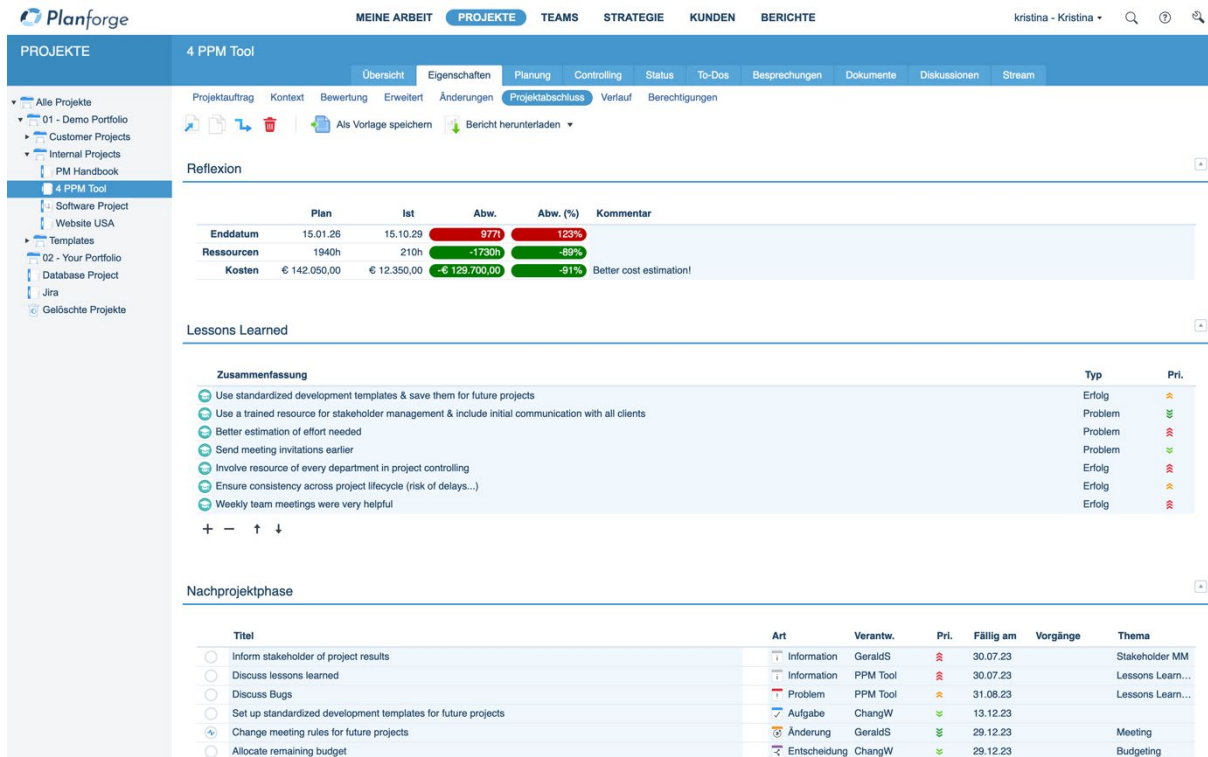 Planforge
MEINE ARBEIT PROJEKTE TEAMS STRATEGIE KUNDEN BERICHTE
kristina - Kristina
PROJEKTE
4 PPM Tool
Übersicht Eigenschaften Planung Controlling Status To-Dos Besprechungen Dokumente Diskussionen Stream
Projektauftrag Kontext Bewertung Erweitert Änderungen Projektabschluss Verlauf Berechtigungen
Als Vorlage speichern Bericht herunterladen
Alle Projekte
01 - Demo Portfolio
Customer Projects
Internal Projects
PM Handbook
4 PPM Tool
Software Project
Website USA
Templates
02 - Your Portfolio
Database Project
Jira
Gelöschte Projekte
Reflexion
Plan Ist Abw. Abw. (%) Kommentar
Enddatum 15.01.26 15.10.29 977t 123%
Ressourcen 1940h 210h -1730h -89%
Kosten € 142.050,00 € 12.350,00 -€ 129.700,00 -91% Better cost estimation!
Lessons Learned
Zusammenfassung Typ Pri.
Use standardized development templates & save them for future projects Erfolg
Use a trained resource for stakeholder management & include initial communication with all clients Problem
Better estimation of effort needed Problem
Send meeting invitations earlier Problem
Involve resource of every department in project controlling Erfolg
Ensure consistency across project lifecycle (risk of delays...) Erfolg
Weekly team meetings were very helpful Erfolg
Nachprojektphase
Titel Art Verantw. Pri. Fällig am Vorgänge Thema
Inform stakeholder of project results Information GeraldS 30.07.23 Stakeholder MM
Discuss lessons learned Information PPM Tool 30.07.23 Lessons Learn...
Discuss Bugs Problem PPM Tool 31.08.23 Lessons Learn...
Set up standardized development templates for future projects Aufgabe ChangW 13.12.23
Change meeting rules for future projects Änderung GeraldS 29.12.23 Meeting
Allocate remaining budget Entscheidung ChangW 29.12.23 Budgeting